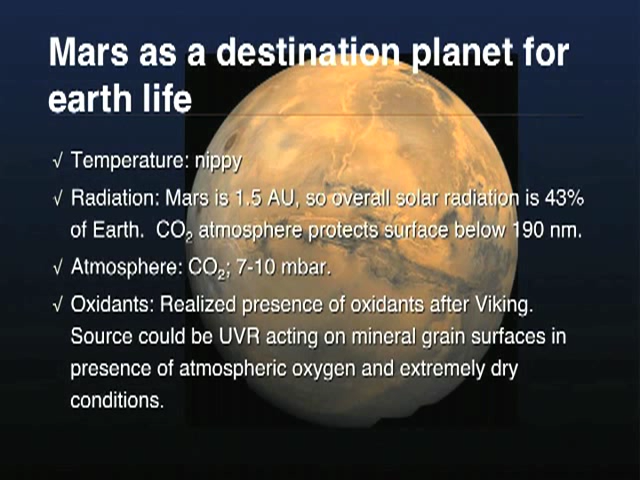 Mars as a destination planet for
earth life
√ Temperature: nippy
√ Radiation: Mars is 1.5 AU, so overall solar radiation is 43%
of Earth. CO₂ atmosphere protects surface below 190 nm.
√ Atmosphere: CO₂; 7-10 mbar.
√ Oxidants: Realized presence of oxidants after Viking.
Source could be UVR acting on mineral grain surfaces in
presence of atmospheric oxygen and extremely dry
conditions.